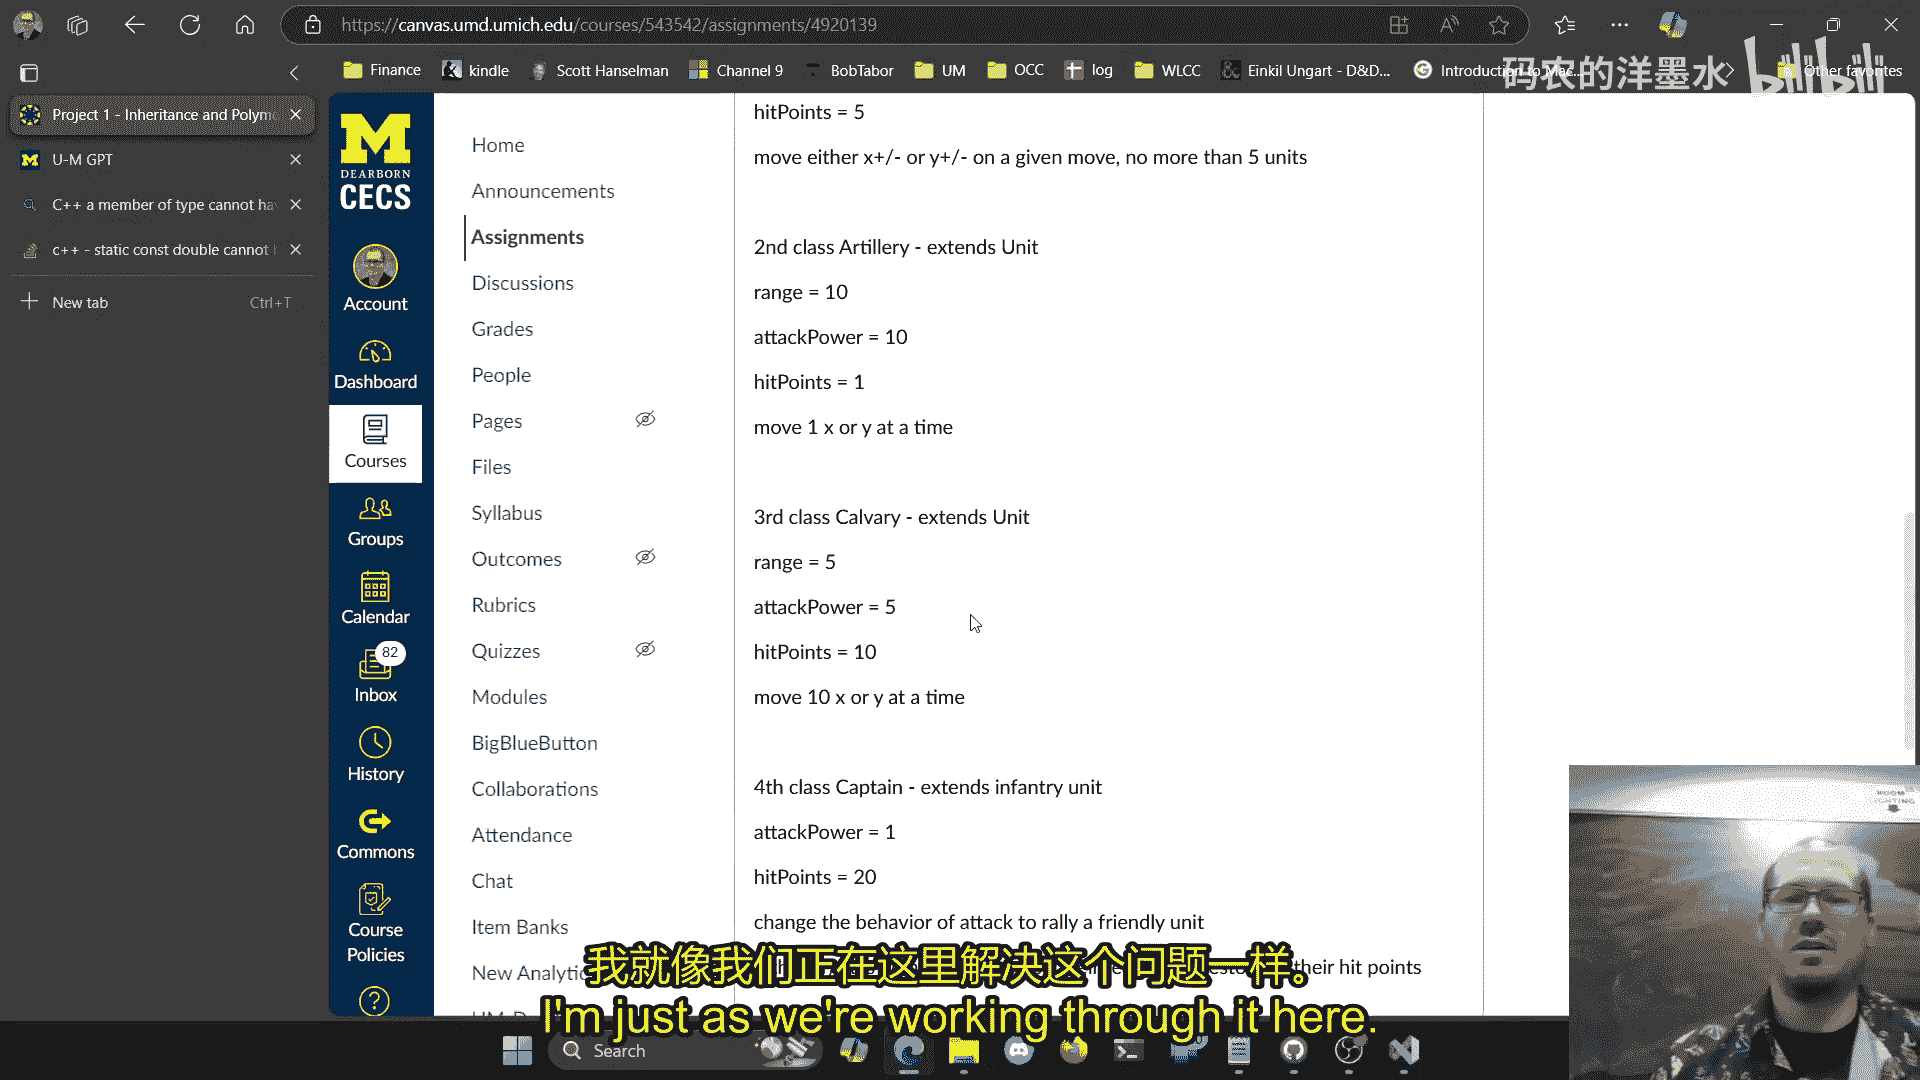 https://canvas.umd.umich.edu/courses/543542/assignments/4920139
Finance
kindle
Scott Hanselman
Channel 9
BobTabor
UM
OCC
log
WLCC
Einkil Ungart - D&D...
Introduction to Mac...
Other favorites
码农的洋墨水
bilibili
Project 1 - Inheritance and Polym
U-M GPT
C++ a member of type cannot ha
c++ - static const double cannot
New tab
Ctrl+T
M
DEARBORN
CECS
Account
Dashboard
Courses
Groups
Calendar
82
Inbox
History
Commons
Course
Policies
Home
Announcements
Assignments
Discussions
Grades
People
Pages
Files
Syllabus
Outcomes
Rubrics
Quizzes
Modules
BigBlueButton
Collaborations
Attendance
Chat
Item Banks
New Analytic
hitPoints = 5
move either x+/- or y+/- on a given move, no more than 5 units
2nd class Artillery - extends Unit
range = 10
attackPower = 10
hitPoints = 1
move 1 x or y at a time
3rd class Calvary - extends Unit
range = 5
attackPower = 5
hitPoints = 10
move 10 x or y at a time
4th class Captain - extends infantry unit
attackPower = 1
hitPoints = 20
change the behavior of attack to rally a friendly unit
their hit points
我就像我们正在这里解决这个问题一样。
I'm just as we're working through it here.
Search